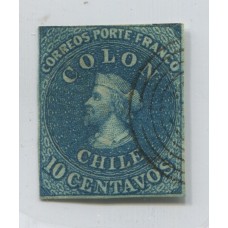 CORREOS PORTE FRANCO
COLON
CHILE
10 CENTAVOS